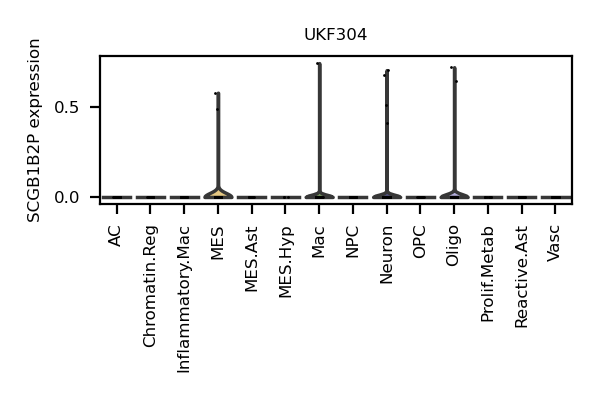 UKF304
SCGB1B2P expression
0.5
0.0
AC
Chromatin.Reg
Inflammatory.Mac
MES
MES.Ast
MES.Hyp
Mac
NPC
Neuron
OPC
Oligo
Prolif.Metab
Reactive.Ast
Vasc